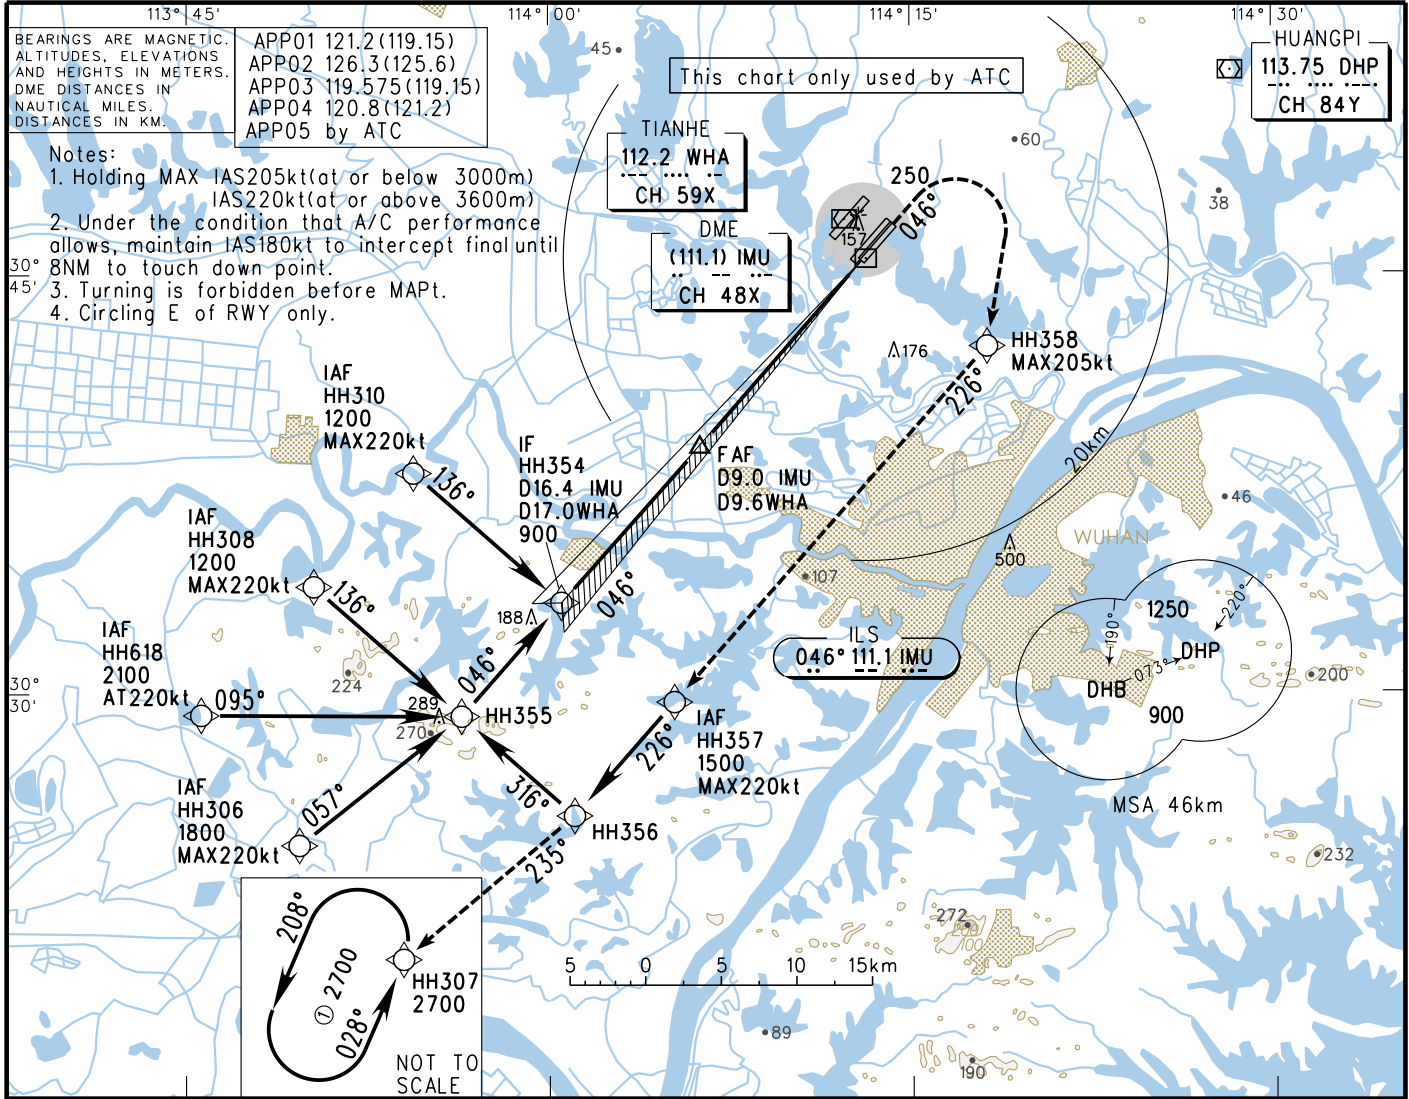 113° 45'
114° 00'
114° 15'
114° 30'
BEARINGS ARE MAGNETIC.
ALTITUDES, ELEVATIONS
AND HEIGHTS IN METERS.
DME DISTANCES IN
NAUTICAL MILES.
DISTANCES IN KM.
APP01 121.2(119.15)
APP02 126.3(125.6)
APP03 119.575(119.15)
APP04 120.8(121.2)
APP05 by ATC
This chart only used by ATC
HUANGPI
113.75 DHP
CH 84Y
Notes:
1. Holding MAX IAS205kt(at or below 3000m)
IAS220kt(at or above 3600m)
2. Under the condition that A/C performance
allows, maintain IAS180kt to intercept final until
8NM to touch down point.
3. Turning is forbidden before MAPt.
4. Circling E of RWY only.
TIANHE
112.2 WHA
CH 59X
DME
(111.1) IMU
CH 48X
45
60
38
250
046°
157
30°
45'
176
HH358
MAX205kt
226°
20km
IAF
HH310
1200
MAX220kt
136°
IF
HH354
D16.4 IMU
D17.0WHA
900
FAF
D9.0 IMU
D9.6WHA
46
WUHAN
500
107
IAF
HH308
1200
MAX220kt
136°
188
046°
046°
ILS
046° 111.1 IMU
1250
190°
220°
073°
DHP
DHB
900
MSA 46km
200
IAF
HH618
2100
AT220kt
095°
224
289
270
HH355
30°
30'
IAF
HH357
1500
MAX220kt
226°
316°
HH356
235°
IAF
HH306
1800
MAX220kt
057°
232
272
200
100
208°
① 2700
028°
HH307
2700
NOT TO
SCALE
5 0 5 10 15km
89
190